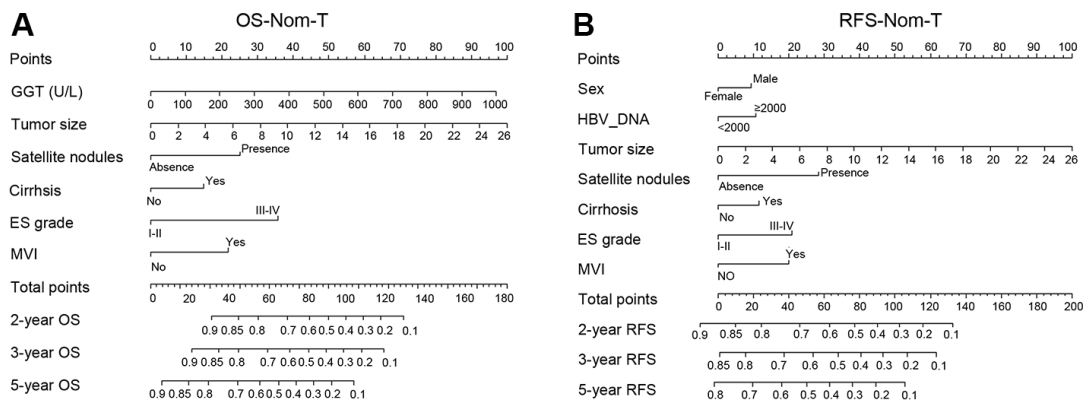 A
OS-Nom-T
0 10 20 30 40 50 60 70 80 90 100
Points
GGT (U/L)
0 100 200 300 400 500 600 700 800 900 1000
Tumor size
0 2 4 6 8 10 12 14 16 18 20 22 24 26
Satellite nodules
Presence
Absence
Cirrhsis
Yes
No
ES grade
III-IV
I-II
MVI
Yes
No
Total points
0 20 40 60 80 100 120 140 160 180
2-year OS
0.9 0.85 0.8 0.7 0.6 0.5 0.4 0.3 0.2 0.1
3-year OS
0.9 0.85 0.8 0.7 0.6 0.5 0.4 0.3 0.2 0.1
5-year OS
0.9 0.85 0.8 0.7 0.6 0.5 0.4 0.3 0.2 0.1
B
RFS-Nom-T
0 10 20 30 40 50 60 70 80 90 100
Points
Sex
Male
Female
HBV_DNA
≥2000
<2000
Tumor size
0 2 4 6 8 10 12 14 16 18 20 22 24 26
Satellite nodules
Presence
Absence
Cirrhosis
Yes
No
ES grade
III-IV
I-II
MVI
Yes
NO
Total points
0 20 40 60 80 100 120 140 160 200
2-year RFS
0.9 0.85 0.8 0.7 0.6 0.5 0.4 0.3 0.2 0.1
3-year RFS
0.85 0.8 0.7 0.6 0.5 0.4 0.3 0.2 0.1
5-year RFS
0.8 0.7 0.6 0.5 0.4 0.3 0.2 0.1